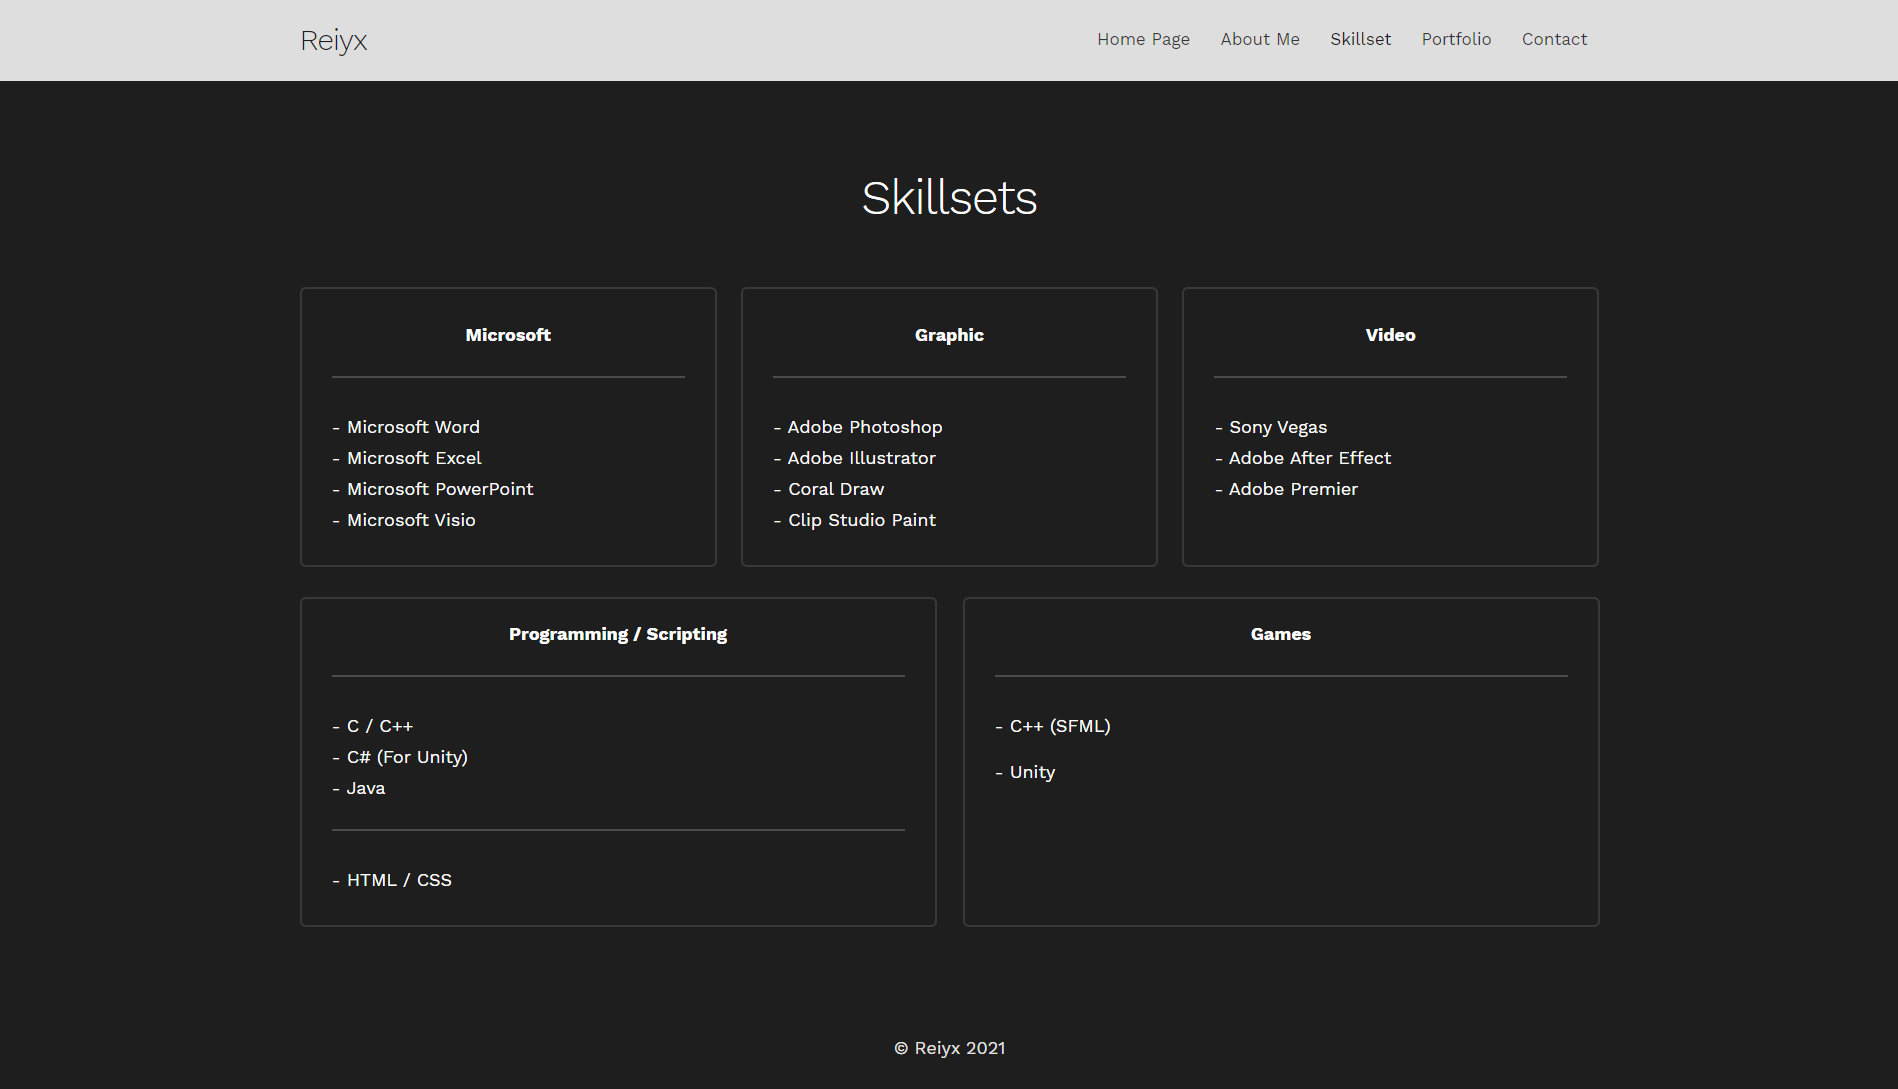 Reiyx
Home Page About Me Skillset Portfolio Contact
Skillsets
Microsoft
- Microsoft Word
- Microsoft Excel
- Microsoft PowerPoint
- Microsoft Visio
Graphic
- Adobe Photoshop
- Adobe Illustrator
- Coral Draw
- Clip Studio Paint
Video
- Sony Vegas
- Adobe After Effect
- Adobe Premier
Programming / Scripting
- C / C++
- C# (For Unity)
- Java
- HTML / CSS
Games
- C++ (SFML)
- Unity
© Reiyx 2021